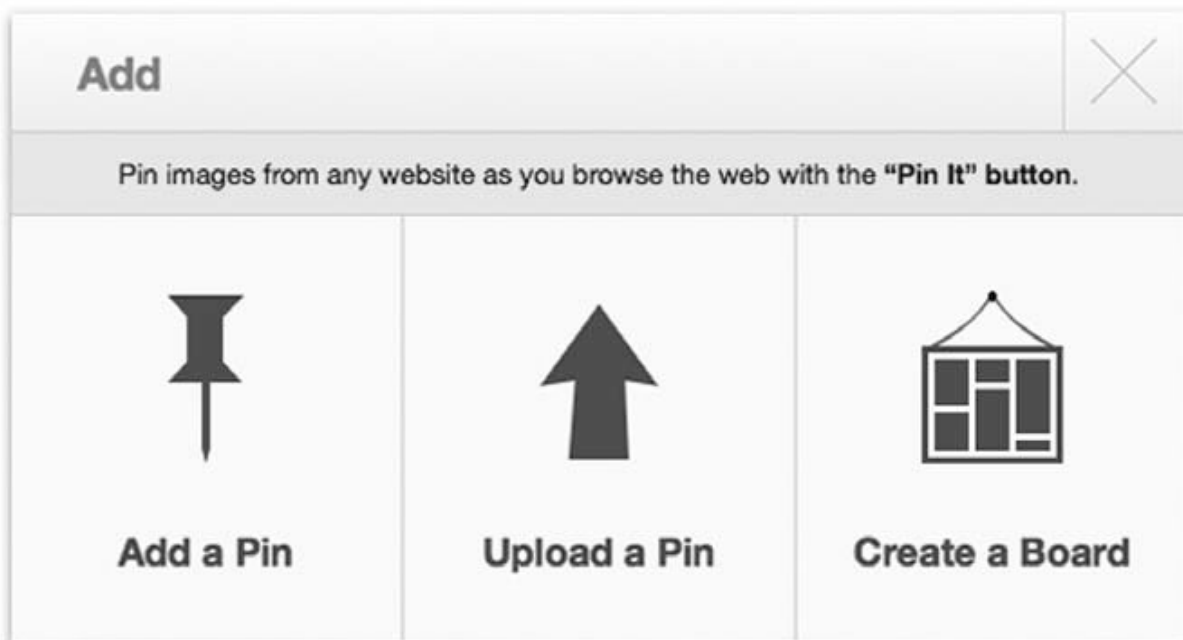 Add
Pin images from any website as you browse the web with the “Pin It” button.
Add a Pin
Upload a Pin
Create a Board